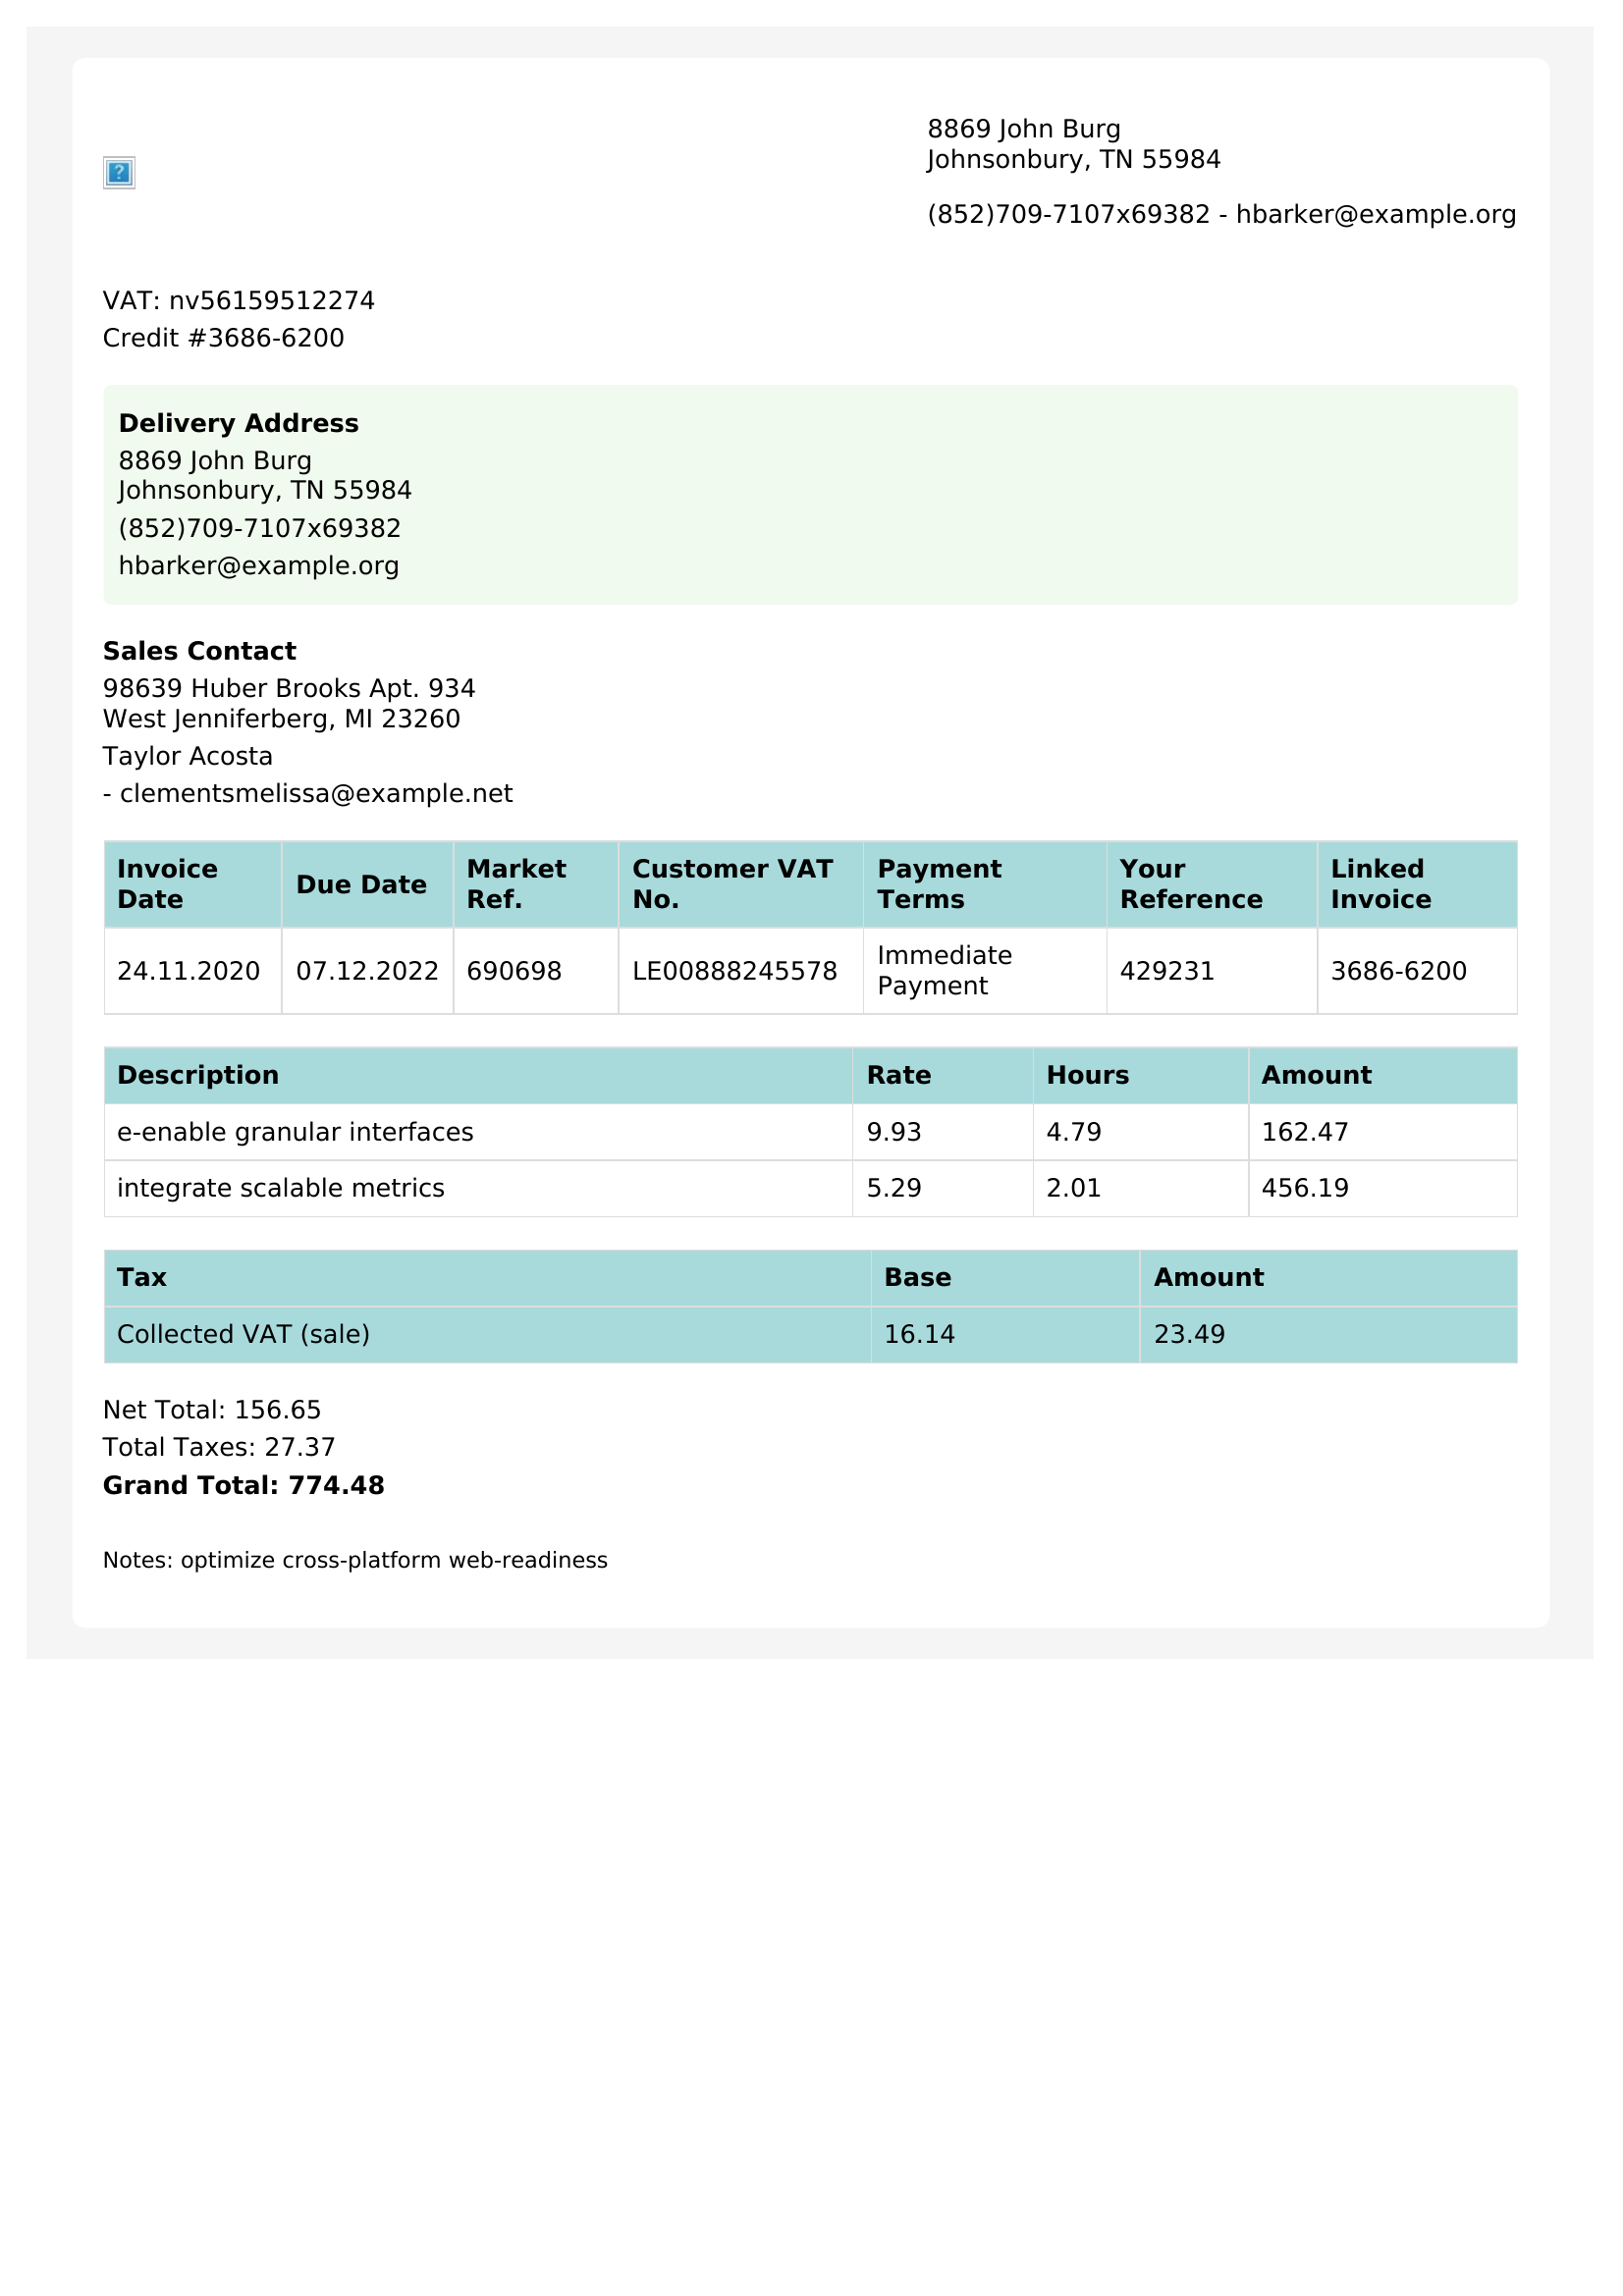 8869 John Burg
Johnsonbury, TN 55984
(852)709-7107x69382 - hbarker@example.org
VAT: nv56159512274
Credit #3686-6200
Delivery Address
8869 John Burg
Johnsonbury, TN 55984
(852)709-7107x69382
hbarker@example.org
Sales Contact
98639 Huber Brooks Apt. 934
West Jenniferberg, MI 23260
Taylor Acosta
- clementsmelissa@example.net
Invoice Date Due Date Market Ref. Customer VAT No. Payment Terms Your Reference Linked Invoice
24.11.2020 07.12.2022 690698 LE00888245578 Immediate Payment 429231 3686-6200
Description Rate Hours Amount
e-enable granular interfaces 9.93 4.79 162.47
integrate scalable metrics 5.29 2.01 456.19
Tax Base Amount
Collected VAT (sale) 16.14 23.49
Net Total: 156.65
Total Taxes: 27.37
Grand Total: 774.48
Notes: optimize cross-platform web-readiness